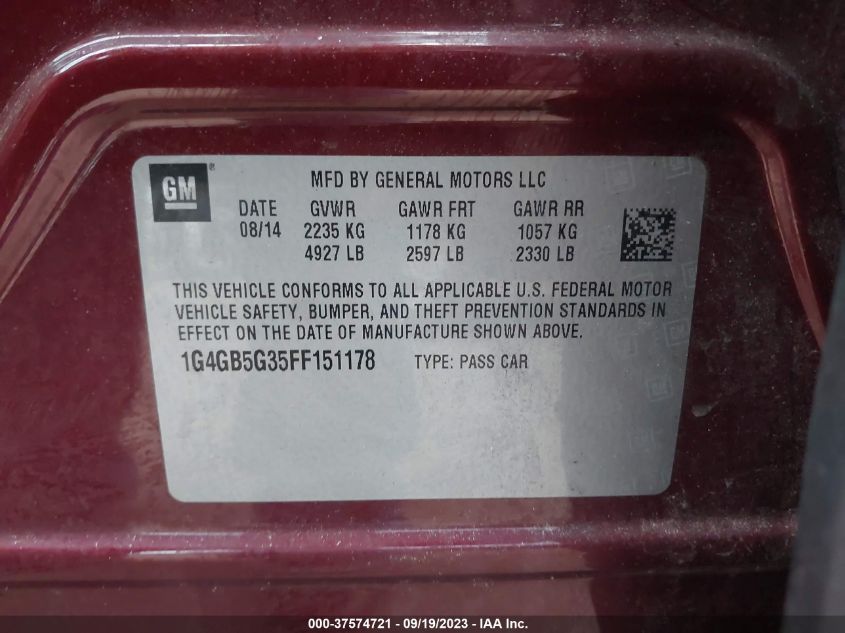 GM®
MFD BY GENERAL MOTORS LLC
DATE GVWR GAWR FRT GAWR RR
08/14 2235 KG 1178 KG 1057 KG
4927 LB 2597 LB 2330 LB
THIS VEHICLE CONFORMS TO ALL APPLICABLE U.S. FEDERAL MOTOR
VEHICLE SAFETY, BUMPER, AND THEFT PREVENTION STANDARDS IN
EFFECT ON THE DATE OF MANUFACTURE SHOWN ABOVE.
1G4GB5G35FF151178 TYPE: PASS CAR
000-37574721 - 09/19/2023 - IAA Inc.